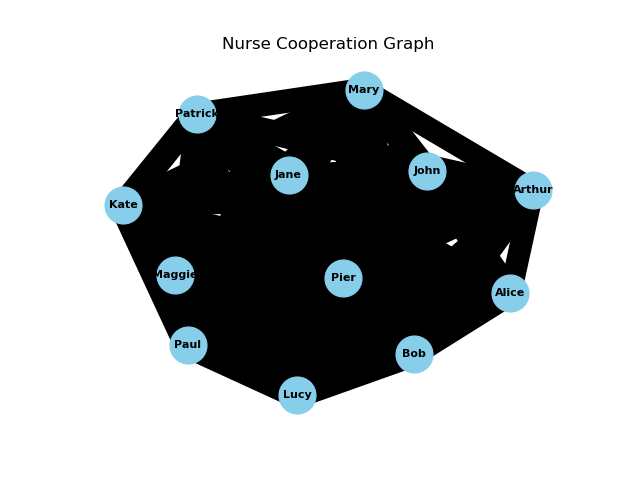 Nurse Cooperation Graph
Mary
Patrick
John
Jane
Arthur
Kate
Maggie
Pier
Alice
Paul
Bob
Lucy